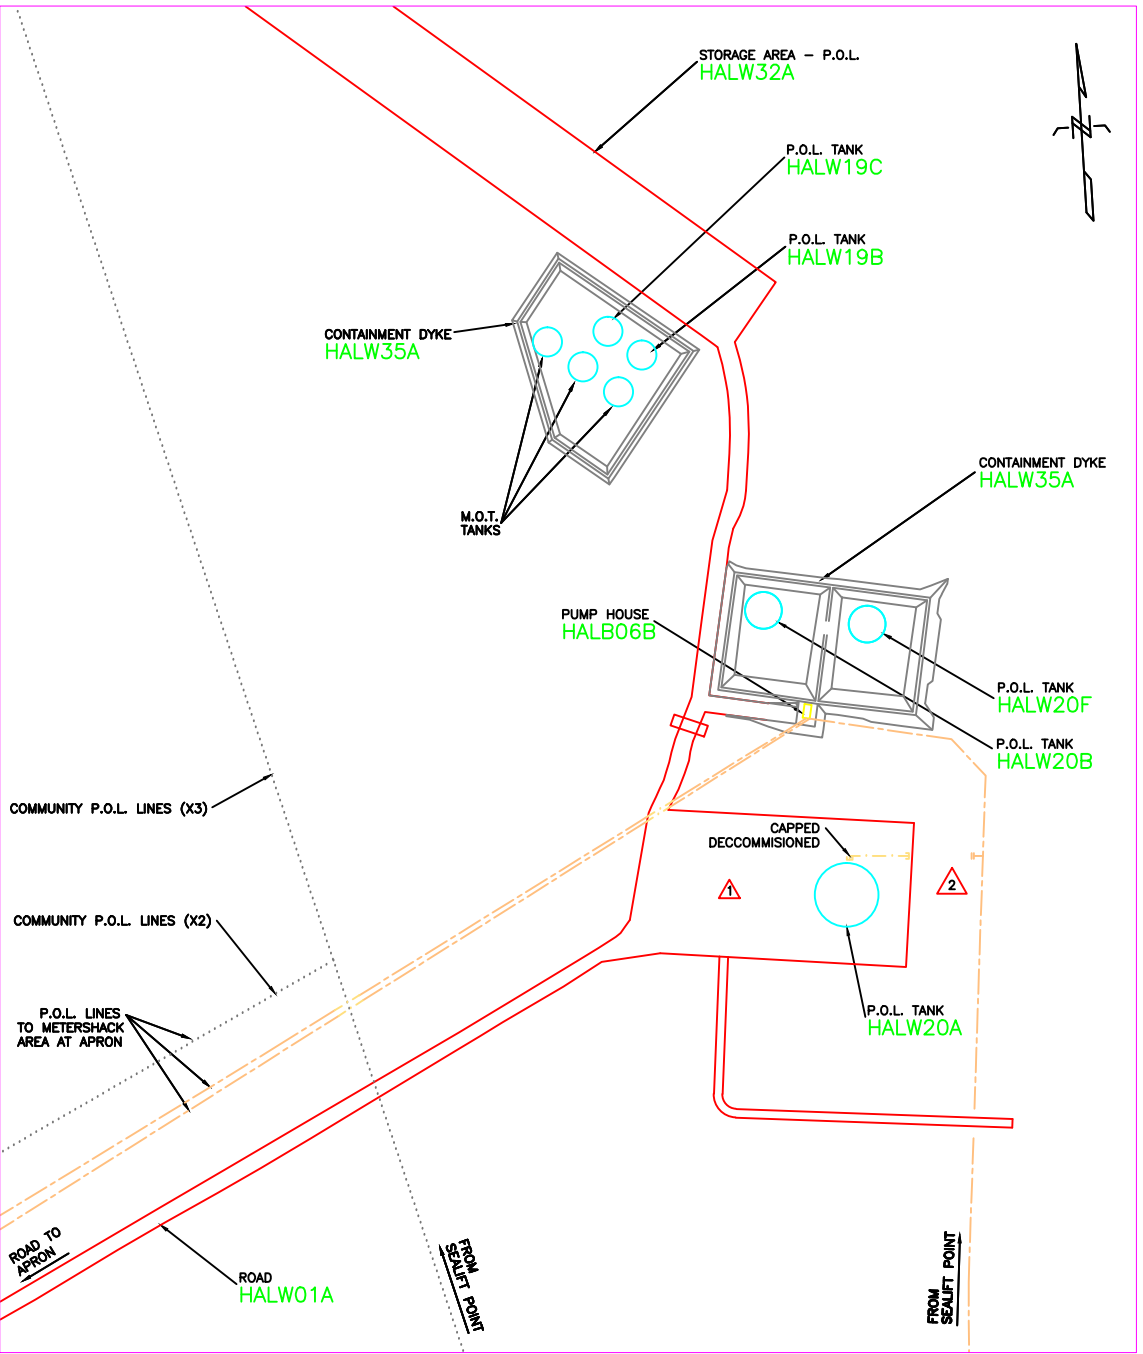 STORAGE AREA - P.O.L.
HALW32A
P.O.L. TANK
HALW19C
P.O.L. TANK
HALW19B
N
CONTAINMENT DYKE
HALW35A
M.O.T.
TANKS
CONTAINMENT DYKE
HALW35A
PUMP HOUSE
HALB06B
P.O.L. TANK
HALW20F
P.O.L. TANK
HALW20B
COMMUNITY P.O.L. LINES (X3)
CAPPED
DECCOMMISIONED
1
2
COMMUNITY P.O.L. LINES (X2)
P.O.L. LINES
TO METERSHACK
AREA AT APRON
P.O.L. TANK
HALW20A
ROAD TO
APRON
ROAD
HALW01A
FROM
SEALIFT POINT
FROM
SEALIFT POINT